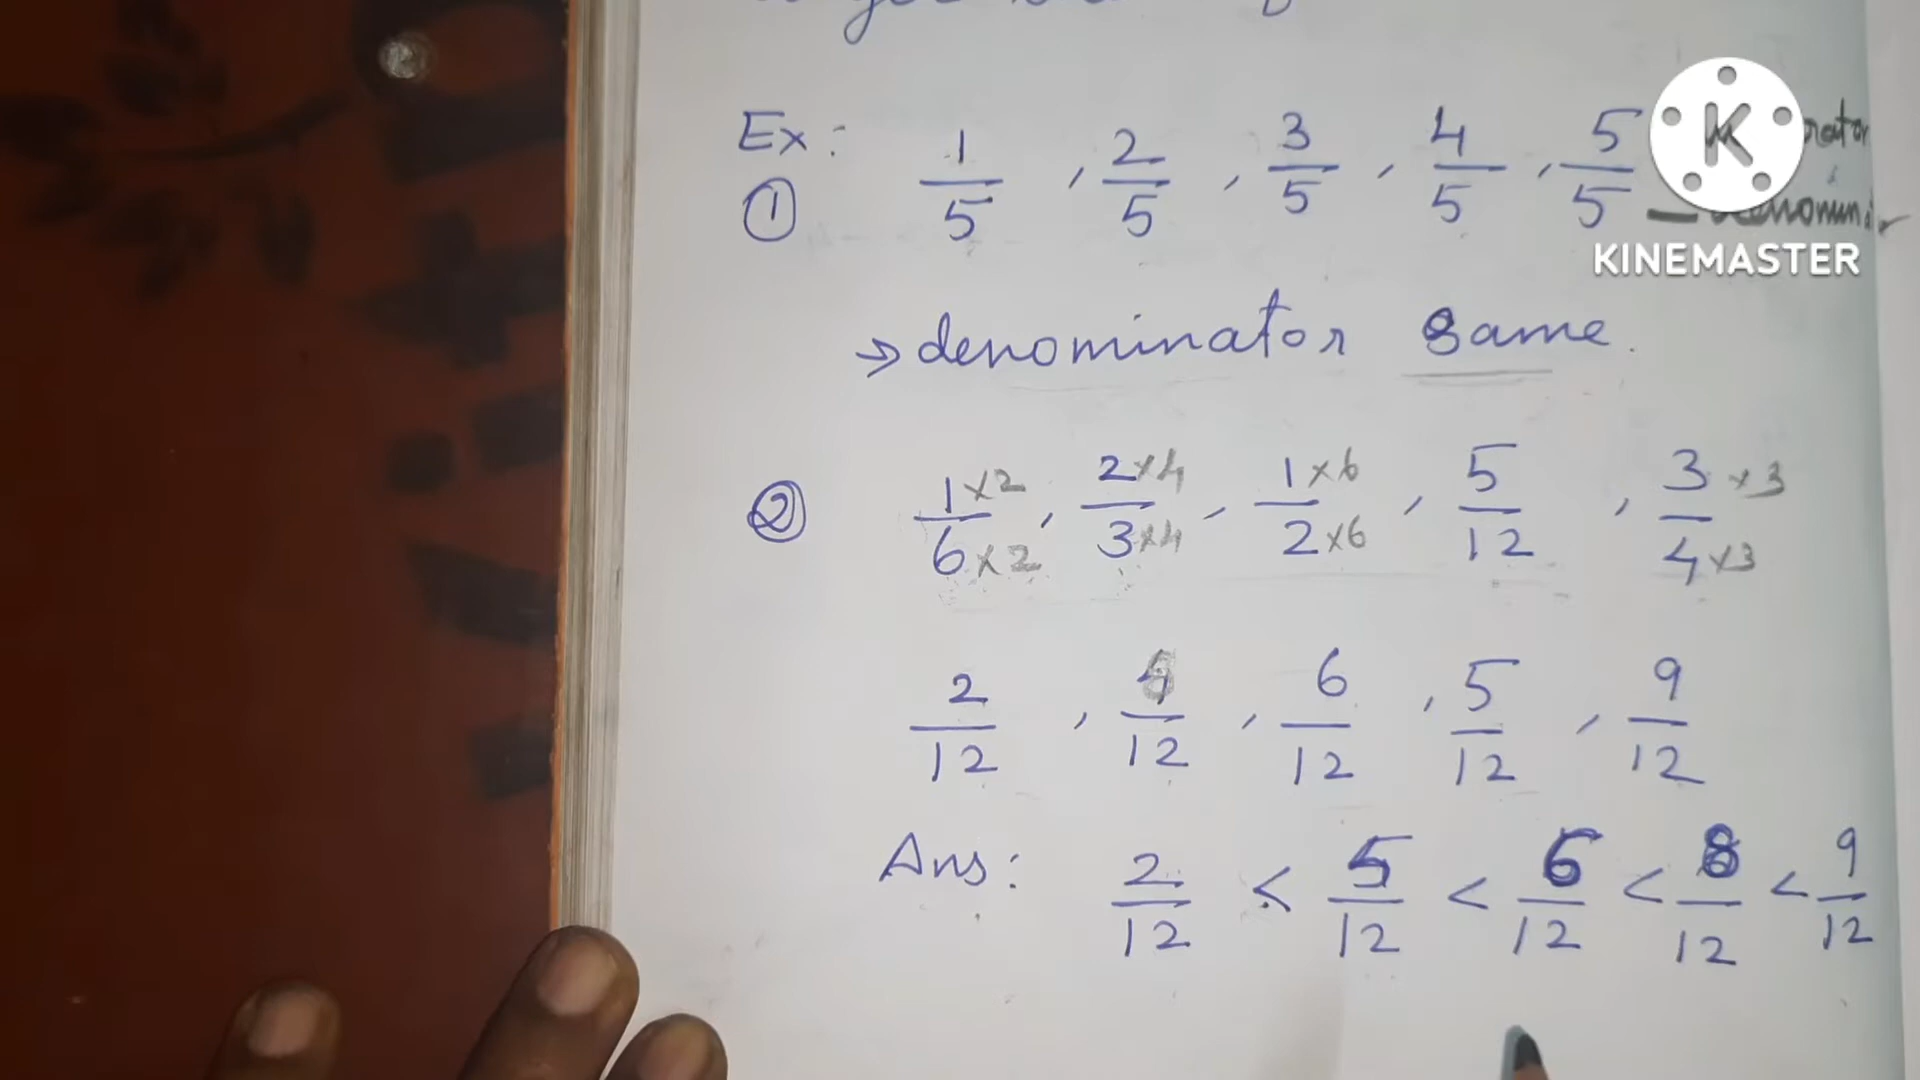 Ex: 1/5 , 2/5 , 3/5 , 4/5 , 5/5
①
KINEMASTER
→ denominator same.
② 1×2/6×2 , 2×4/3×4 , 1×6/2×6 , 5/12 , 3×3/4×3
2/12 , 8/12 , 6/12 , 5/12 , 9/12
Ans: 2/12 < 5/12 < 6/12 < 8/12 < 9/12